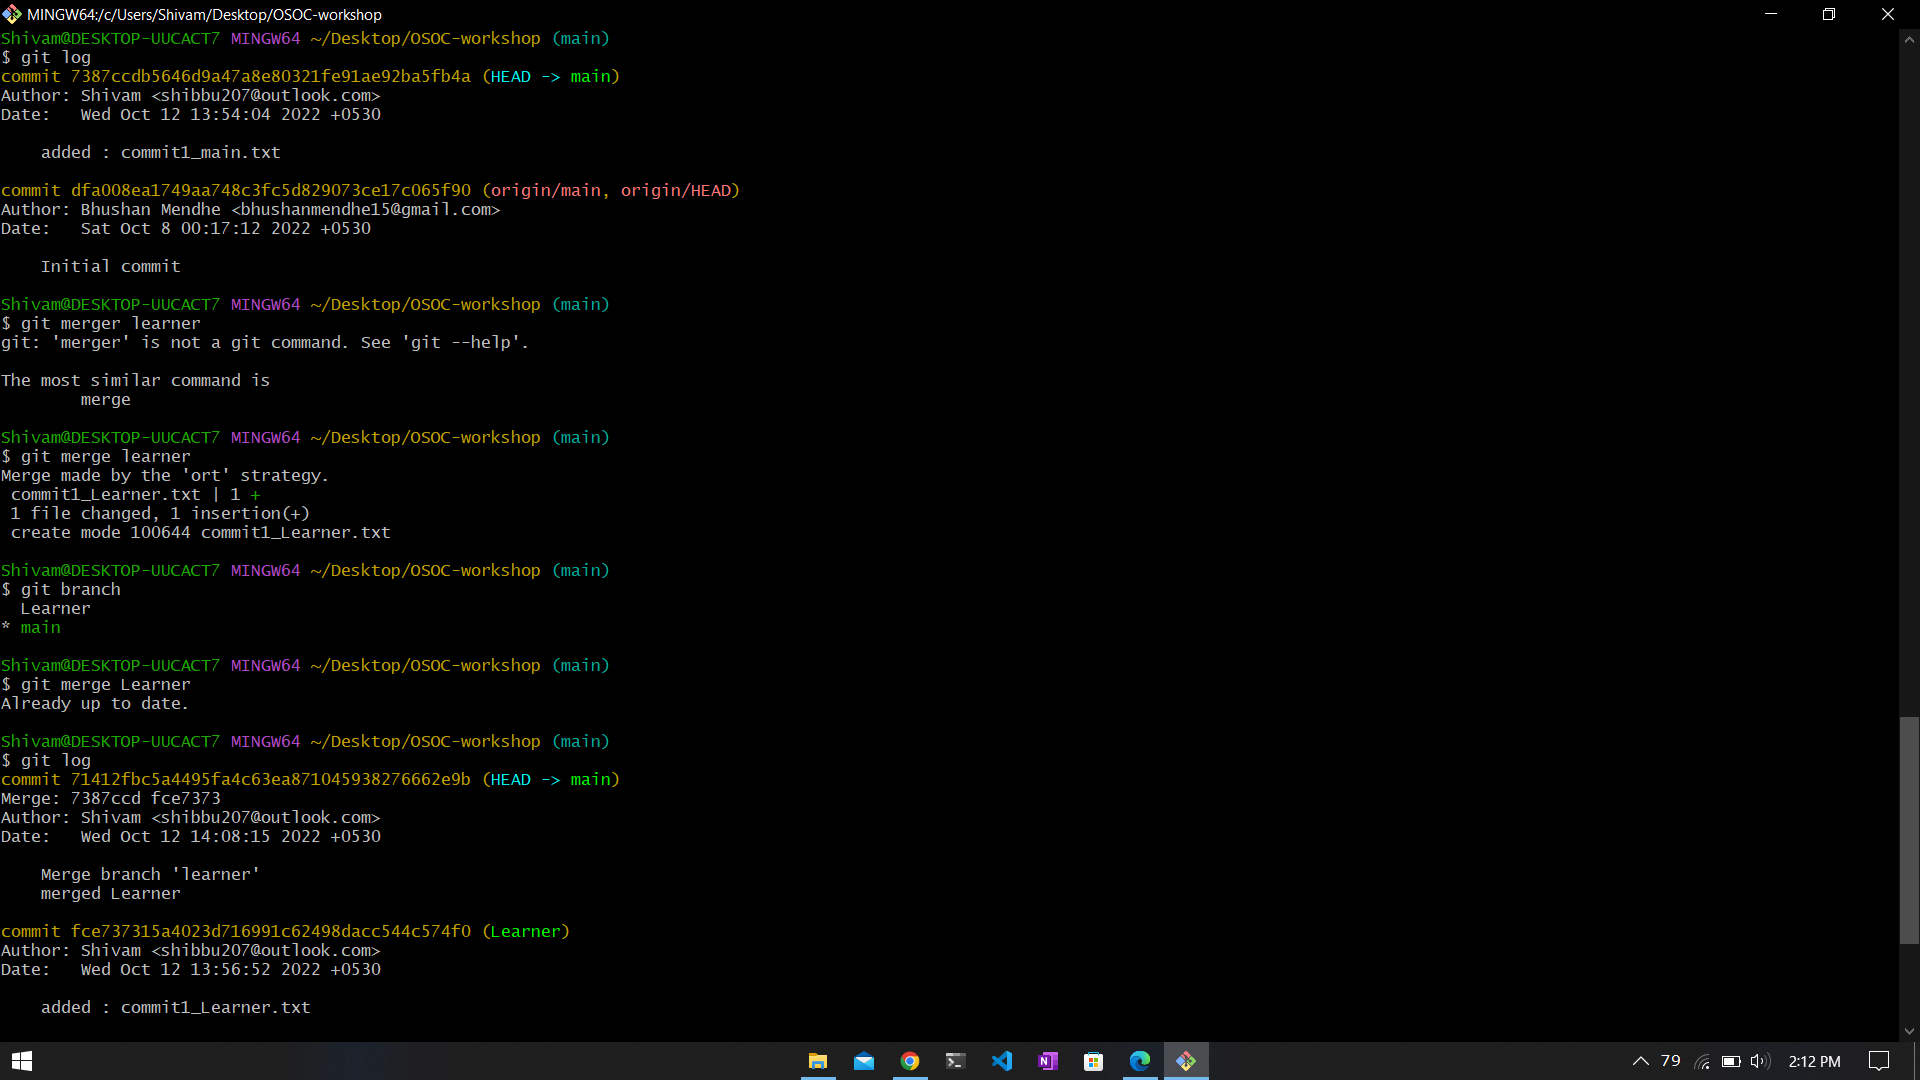 MINGW64:/c/Users/Shivam/Desktop/OSOC-workshop
Shivam@DESKTOP-UUCACT7 MINGW64 ~/Desktop/OSOC-workshop (main)
$ git log
commit 7387ccdb5646d9a47a8e80321fe91ae92ba5fb4a (HEAD -> main)
Author: Shivam <shibbu207@outlook.com>
Date:   Wed Oct 12 13:54:04 2022 +0530

    added : commit1_main.txt

commit dfa008ea1749aa748c3fc5d829073ce17c065f90 (origin/main, origin/HEAD)
Author: Bhushan Mendhe <bhushanmendhe15@gmail.com>
Date:   Sat Oct 8 00:17:12 2022 +0530

    Initial commit

Shivam@DESKTOP-UUCACT7 MINGW64 ~/Desktop/OSOC-workshop (main)
$ git merger learner
git: 'merger' is not a git command. See 'git --help'.

The most similar command is
        merge

Shivam@DESKTOP-UUCACT7 MINGW64 ~/Desktop/OSOC-workshop (main)
$ git merge learner
Merge made by the 'ort' strategy.
 commit1_Learner.txt | 1 +
 1 file changed, 1 insertion(+)
 create mode 100644 commit1_Learner.txt

Shivam@DESKTOP-UUCACT7 MINGW64 ~/Desktop/OSOC-workshop (main)
$ git branch
  Learner
* main

Shivam@DESKTOP-UUCACT7 MINGW64 ~/Desktop/OSOC-workshop (main)
$ git merge Learner
Already up to date.

Shivam@DESKTOP-UUCACT7 MINGW64 ~/Desktop/OSOC-workshop (main)
$ git log
commit 71412fbc5a4495fa4c63ea871045938276662e9b (HEAD -> main)
Merge: 7387ccd fce7373
Author: Shivam <shibbu207@outlook.com>
Date:   Wed Oct 12 14:08:15 2022 +0530

    Merge branch 'learner'
    merged Learner

commit fce737315a4023d716991c62498dacc544c574f0 (Learner)
Author: Shivam <shibbu207@outlook.com>
Date:   Wed Oct 12 13:56:52 2022 +0530

    added : commit1_Learner.txt
79
2:12 PM